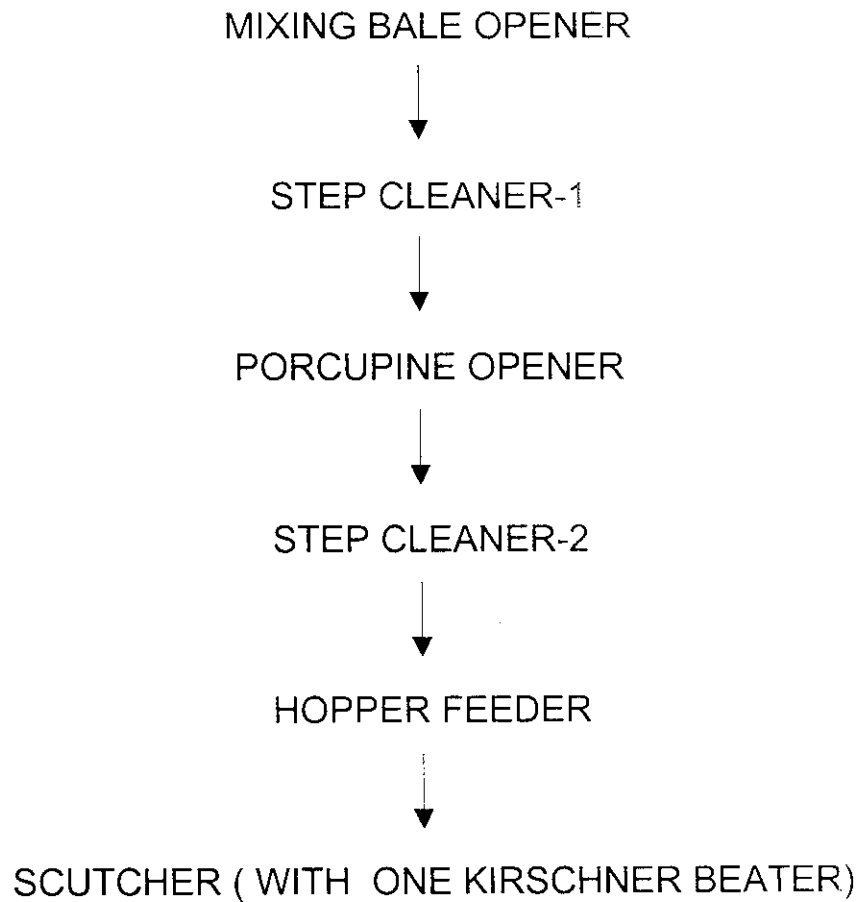 MIXING BALE OPENER
STEP CLEANER-1
PORCUPINE OPENER
STEP CLEANER-2
HOPPER FEEDER
SCUTCHER ( WITH ONE KIRSCHNER BEATER)